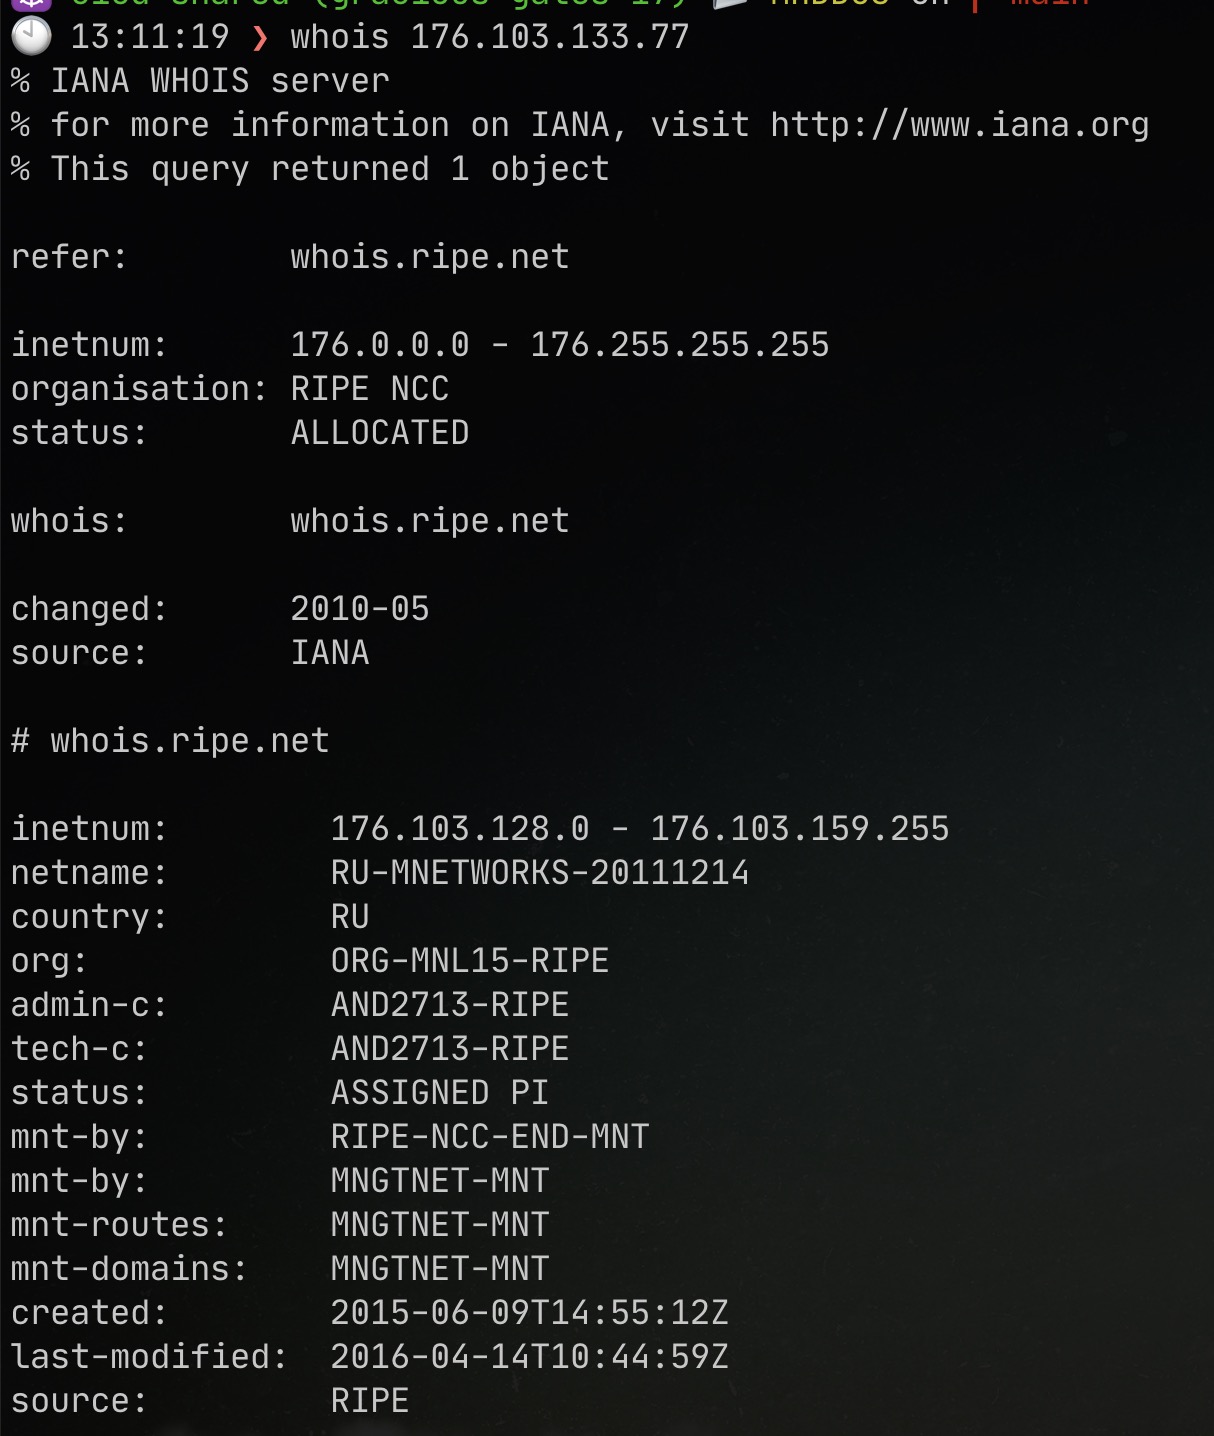 13:11:19 ❯ whois 176.103.133.77
% IANA WHOIS server
% for more information on IANA, visit http://www.iana.org
% This query returned 1 object

refer:        whois.ripe.net

inetnum:      176.0.0.0 - 176.255.255.255
organisation: RIPE NCC
status:       ALLOCATED

whois:        whois.ripe.net

changed:      2010-05
source:       IANA

# whois.ripe.net

inetnum:        176.103.128.0 - 176.103.159.255
netname:        RU-MNETWORKS-20111214
country:        RU
org:            ORG-MNL15-RIPE
admin-c:        AND2713-RIPE
tech-c:         AND2713-RIPE
status:         ASSIGNED PI
mnt-by:         RIPE-NCC-END-MNT
mnt-by:         MNGTNET-MNT
mnt-routes:     MNGTNET-MNT
mnt-domains:    MNGTNET-MNT
created:        2015-06-09T14:55:12Z
last-modified:  2016-04-14T10:44:59Z
source:         RIPE